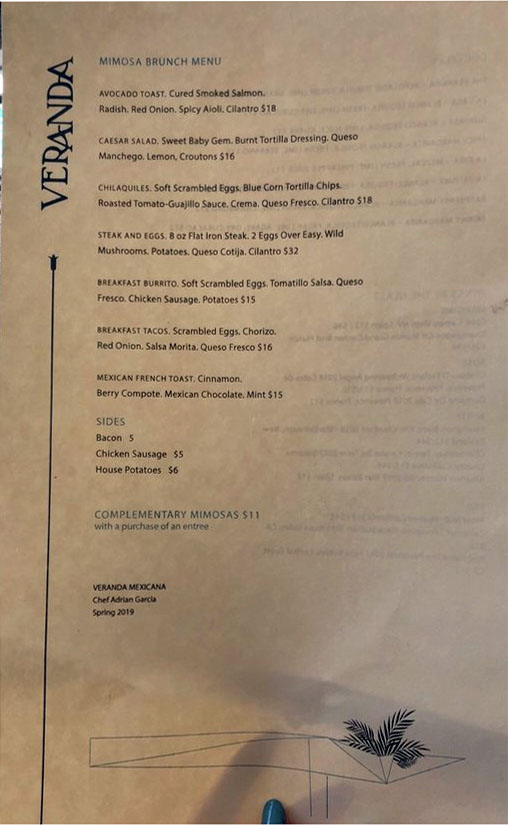 VERANDA
MIMOSA BRUNCH MENU
AVOCADO TOAST. Cured Smoked Salmon.
Radish. Red Onion. Spicy Aioli. Cilantro $18
CAESAR SALAD. Sweet Baby Gem. Burnt Tortilla Dressing. Queso
Manchego. Lemon, Croutons $16
CHILAQUILES. Soft Scrambled Eggs. Blue Corn Tortilla Chips.
Roasted Tomato-Guajillo Sauce. Crema. Queso Fresco. Cilantro $18
STEAK AND EGGS. 8 oz Flat Iron Steak. 2 Eggs Over Easy. Wild
Mushrooms. Potatoes. Queso Cotija. Cilantro $32
BREAKFAST BURRITO. Soft Scrambled Eggs. Tomatillo Salsa. Queso
Fresco. Chicken Sausage. Potatoes $15
BREAKFAST TACOS. Scrambled Eggs. Chorizo.
Red Onion. Salsa Morita. Queso Fresco $16
MEXICAN FRENCH TOAST. Cinnamon.
Berry Compote. Mexican Chocolate. Mint $15
SIDES
Bacon 5
Chicken Sausage $5
House Potatoes $6
COMPLEMENTARY MIMOSAS $11
with a purchase of an entree
VERANDA MEXICANA
Chef Adrian Garcia
Spring 2019